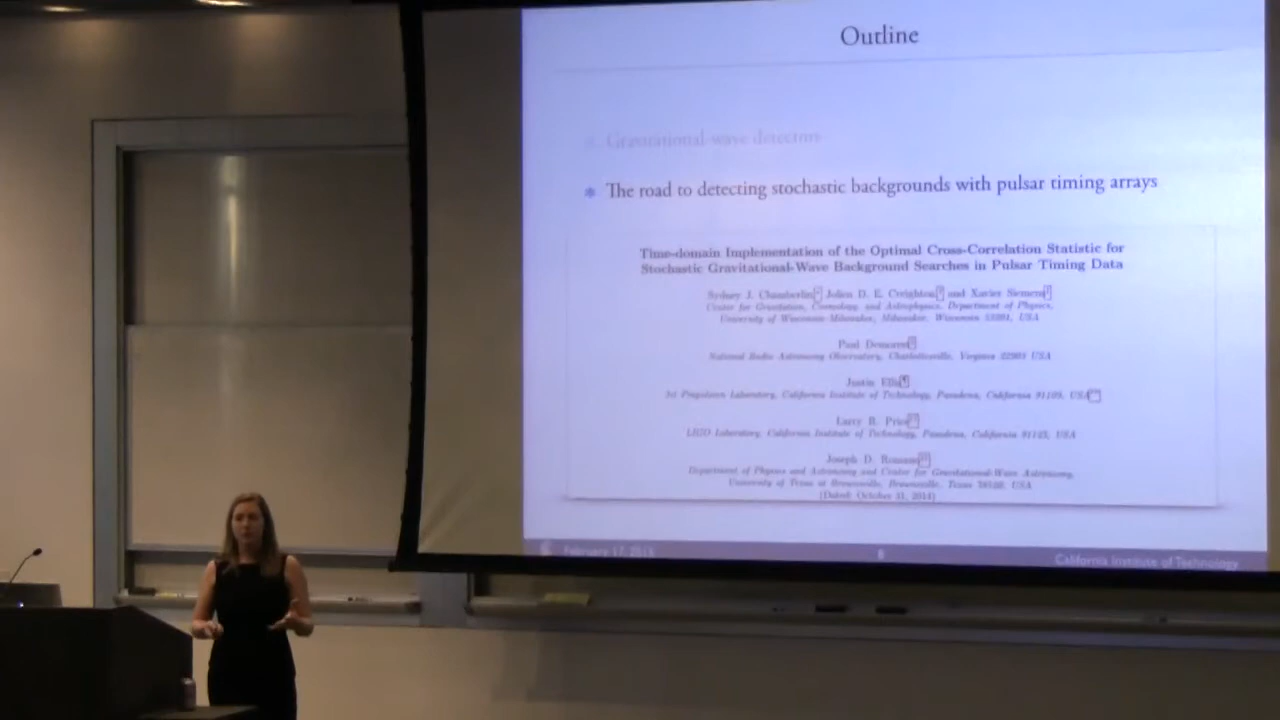 Outline
Gravitational-wave detectors
The road to detecting stochastic backgrounds with pulsar timing arrays
Time-domain Implementation of the Optimal Cross-Correlation Statistic for
Stochastic Gravitational-Wave Background Searches in Pulsar Timing Data
Sydney J. Chamberlin, Jolien D. E. Creighton, and Xavier Siemens
Center for Gravitation, Cosmology, and Astrophysics, Department of Physics,
University of Wisconsin-Milwaukee, Milwaukee, Wisconsin USA
Paul Demorest
National Radio Astronomy Observatory, Charlottesville, Virginia USA
Justin Ellis
Jet Propulsion Laboratory, California Institute of Technology, Pasadena, California 91109, USA
Larry R. Price
LIGO Laboratory, California Institute of Technology, Pasadena, California 91125, USA
Joseph D. Romano
Department of Physics and Astronomy and Center for Gravitational-Wave Astronomy,
University of Texas at Brownsville, Brownsville, Texas USA
(Dated: October 31, 2014)
February 17, 2015
8
California Institute of Technology